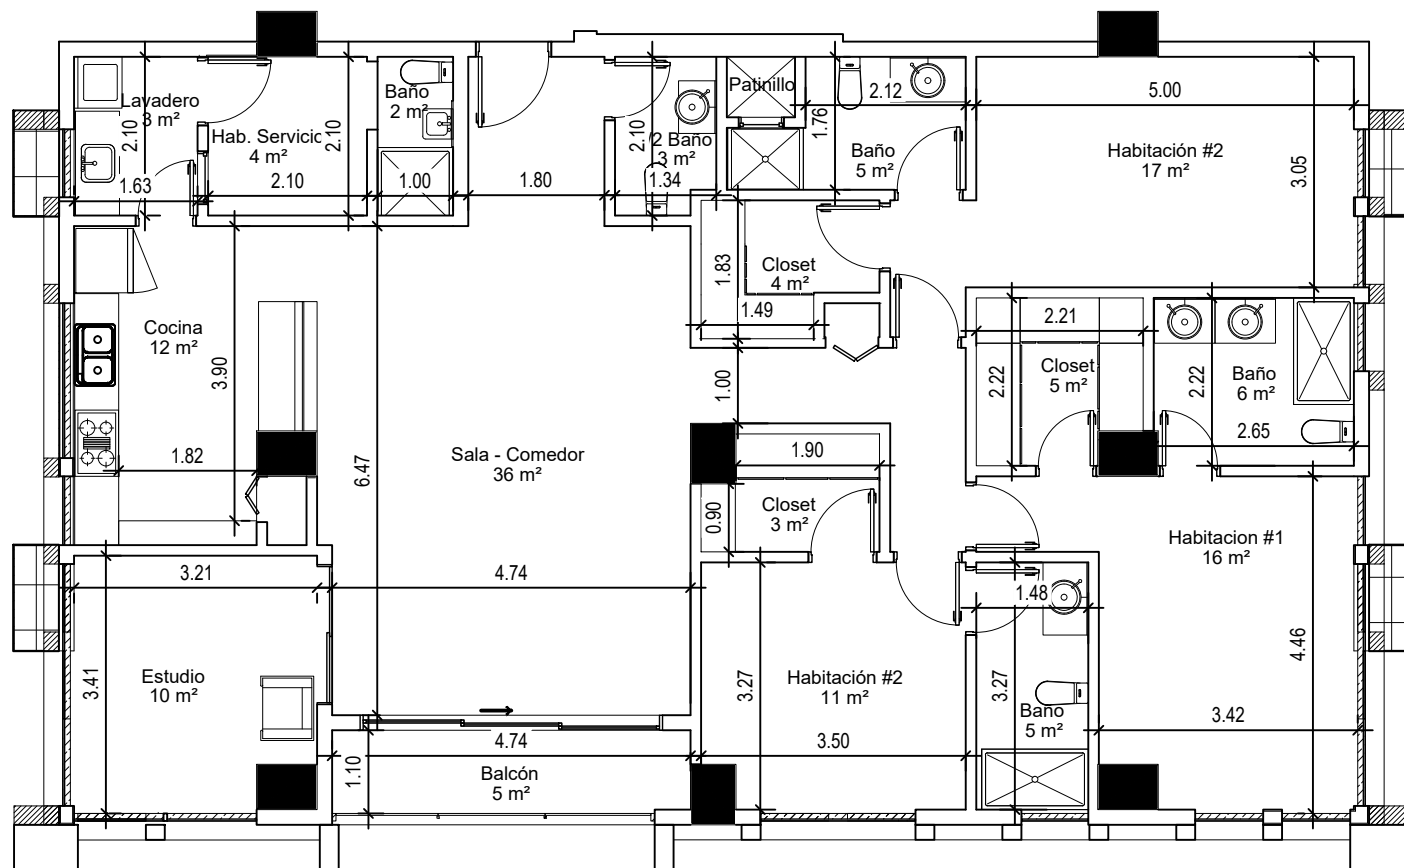 Lavadero
3 m²
2.10
1.63
Hab. Servicio
4 m²
2.10
2.10
Baño
2 m²
1.00
1.80
2.10
/2 Baño
3 m²
1.34
Patinillo
1.76
2.12
Baño
5 m²
5.00
Habitación #2
17 m²
3.05
1.83
Closet
4 m²
1.49
Cocina
12 m²
3.90
1.82
1.00
2.21
Closet
5 m²
2.22
2.22
Baño
6 m²
2.65
Sala - Comedor
36 m²
6.47
1.90
Closet
3 m²
0.90
Habitacion #1
16 m²
4.46
3.42
3.21
4.74
1.48
Estudio
10 m²
3.41
Habitación #2
11 m²
3.27
3.50
3.27
Baño
5 m²
4.74
1.10
Balcón
5 m²